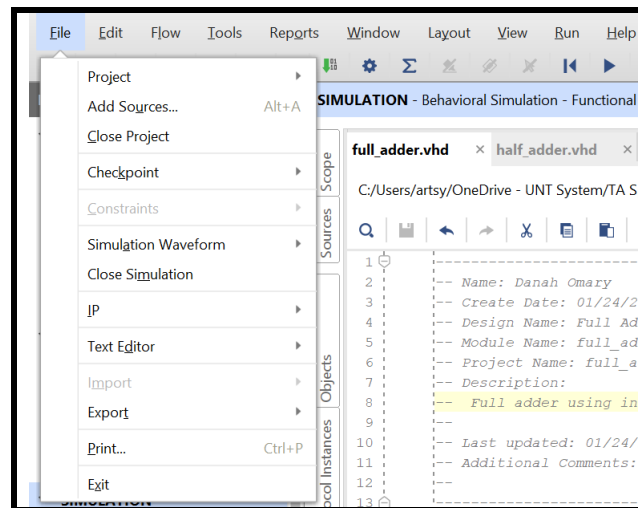 File Edit Flow Tools Reports Window Layout View Run Help
Project
Add Sources... Alt+A
Close Project
Checkpoint
Constraints
Simulation Waveform
Close Simulation
IP
Text Editor
Import
Export
Print... Ctrl+P
Exit
SIMULATION
SIMULATION - Behavioral Simulation - Functional
Scope
Sources
Objects
full_adder.vhd × half_adder.vhd ×
C:/Users/artsy/OneDrive - UNT System/TA S
1 --------------------
2 -- Name: Danah Omary
3 -- Create Date: 01/24/2
4 -- Design Name: Full Ad
5 -- Module Name: full_ad
6 -- Project Name: full_a
7 -- Description:
8 -- Full adder using in
9 --
10 -- Last updated: 01/24/
11 -- Additional Comments:
12 --
13 --------------------
ocol Instances